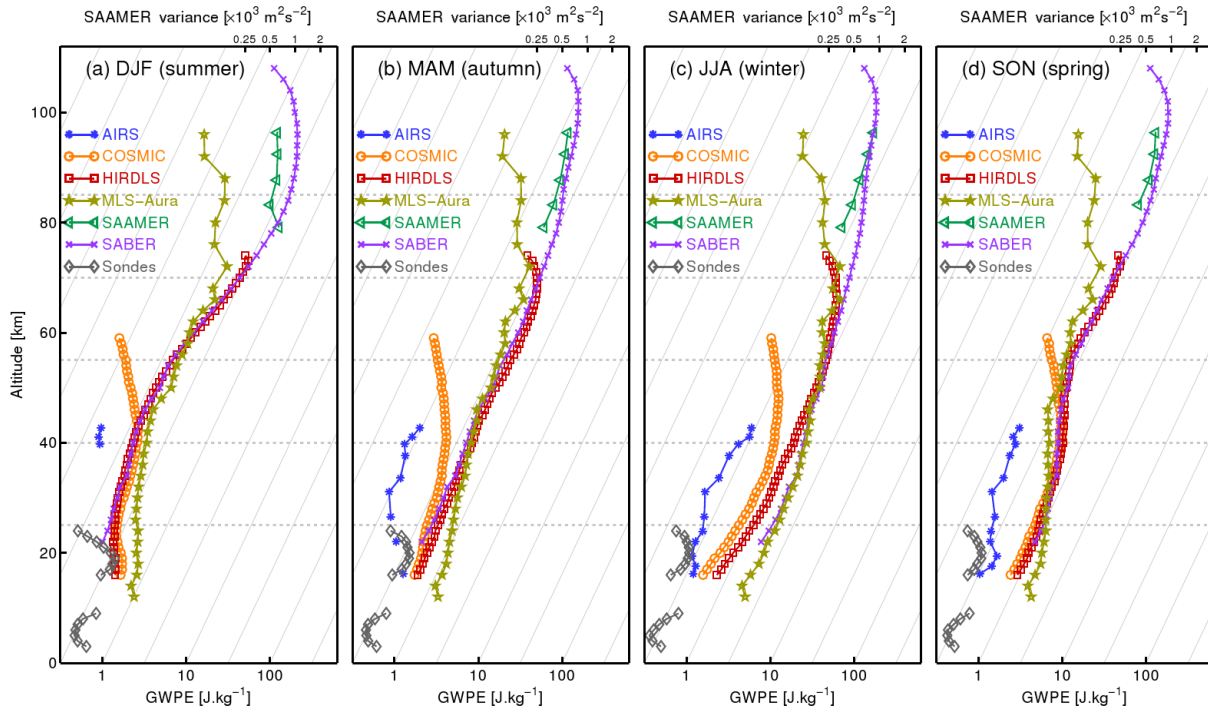 SAAMER variance [×10³ m²s⁻²]
SAAMER variance [×10³ m²s⁻²]
SAAMER variance [×10³ m²s⁻²]
SAAMER variance [×10³ m²s⁻²]
0.25 0.5 1 2
0.25 0.5 1 2
0.25 0.5 1 2
0.25 0.5 1 2
(a) DJF (summer)
(b) MAM (autumn)
(c) JJA (winter)
(d) SON (spring)
AIRS
COSMIC
HIRDLS
MLS−Aura
SAAMER
SABER
Sondes
AIRS
COSMIC
HIRDLS
MLS−Aura
SAAMER
SABER
Sondes
AIRS
COSMIC
HIRDLS
MLS−Aura
SAAMER
SABER
Sondes
AIRS
COSMIC
HIRDLS
MLS−Aura
SAAMER
SABER
Sondes
Altitude [km]
100
80
60
40
20
0
1 10 100
1 10 100
1 10 100
1 10 100
GWPE [J.kg⁻¹]
GWPE [J.kg⁻¹]
GWPE [J.kg⁻¹]
GWPE [J.kg⁻¹]